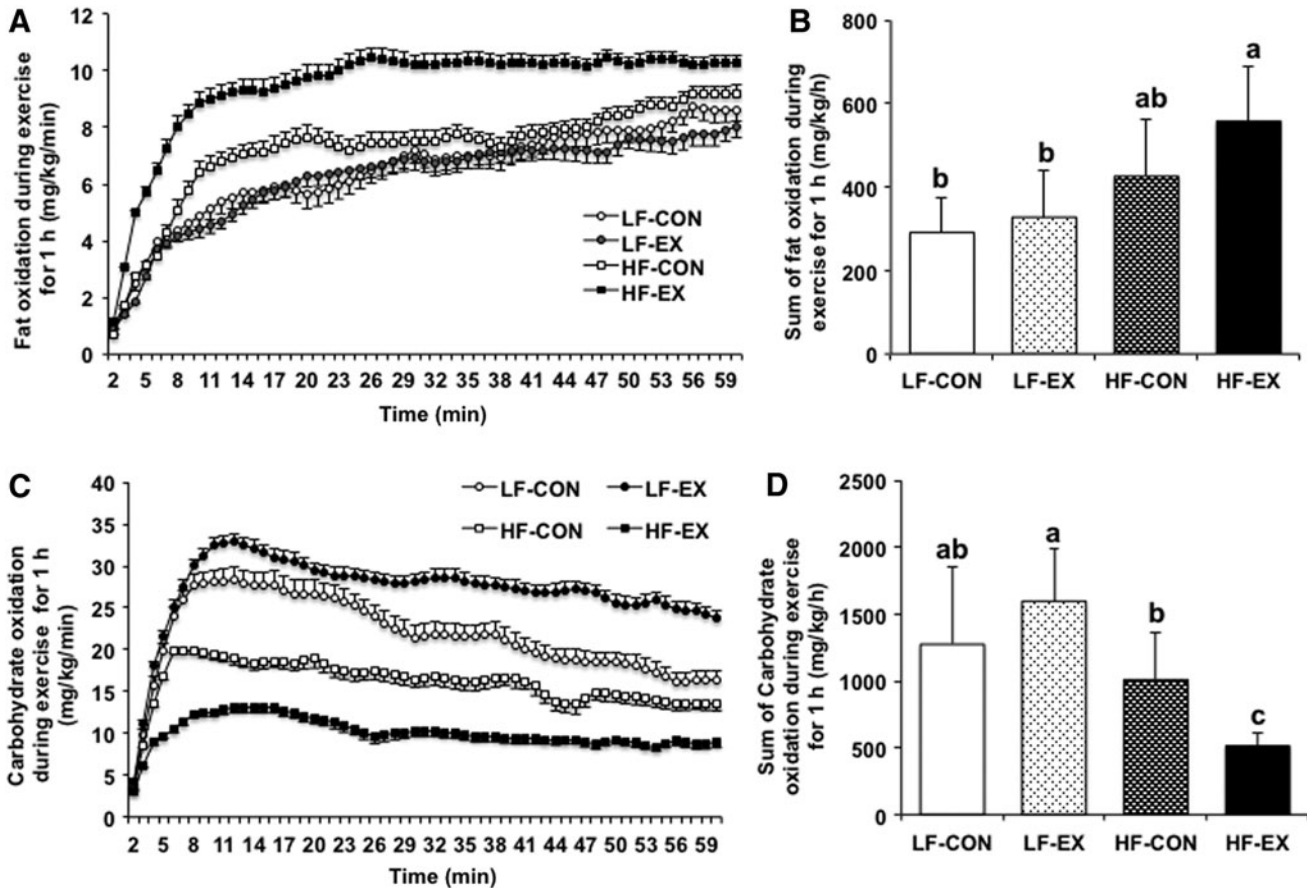 A
Fat oxidation during exercise
for 1 h (mg/kg/min)
12
10
8
6
4
2
0
LF-CON
LF-EX
HF-CON
HF-EX
2 5 8 11 14 17 20 23 26 29 32 35 38 41 44 47 50 53 56 59
Time (min)
B
Sum of fat oxidation during
exercise for 1 h (mg/kg/h)
800
600
400
200
0
b
b
ab
a
LF-CON LF-EX HF-CON HF-EX
C
Carbohydrate oxidation
during exercise for 1 h
(mg/kg/min)
40
35
30
25
20
15
10
5
0
LF-CON LF-EX
HF-CON HF-EX
2 5 8 11 14 17 20 23 26 29 32 35 38 41 44 47 50 53 56 59
Time (min)
D
Sum of Carbohydrate
oxidation during exercise
for 1 h (mg/kg/h)
2500
2000
1500
1000
500
0
ab
a
b
c
LF-CON LF-EX HF-CON HF-EX